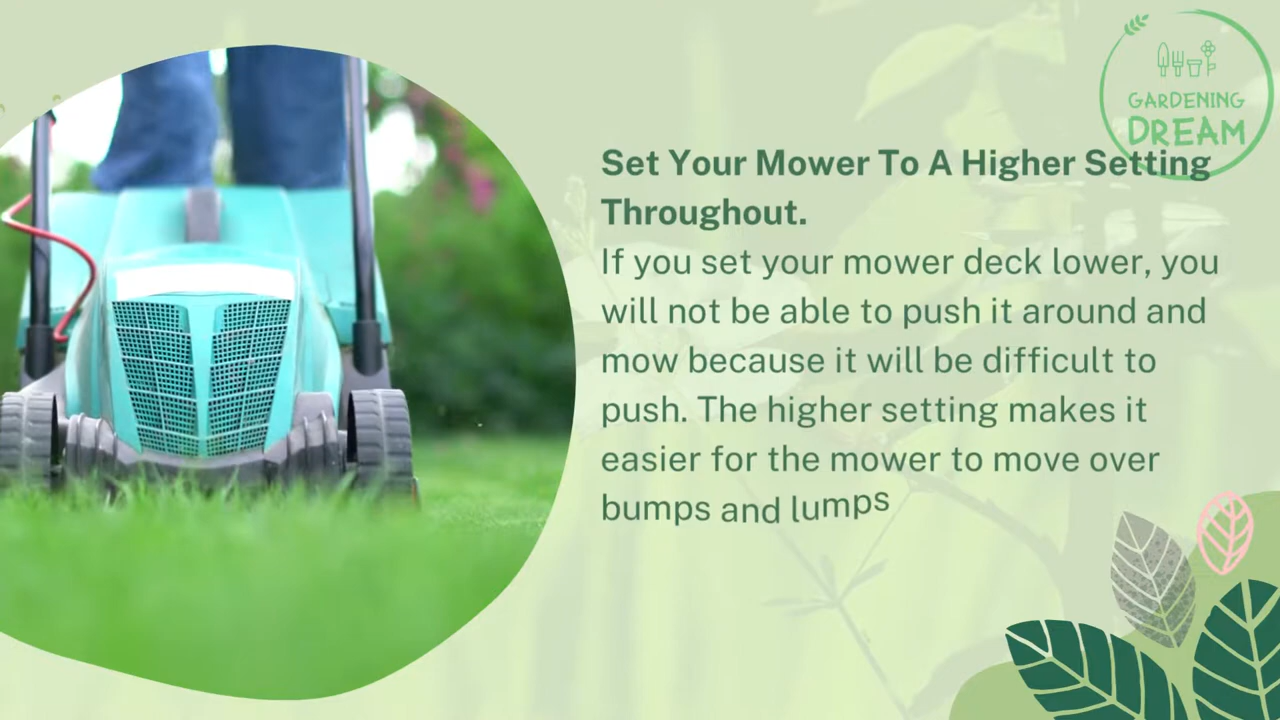 GARDENING
DREAM
Set Your Mower To A Higher Setting
Throughout.
If you set your mower deck lower, you
will not be able to push it around and
mow because it will be difficult to
push. The higher setting makes it
easier for the mower to move over
bumps and lumps